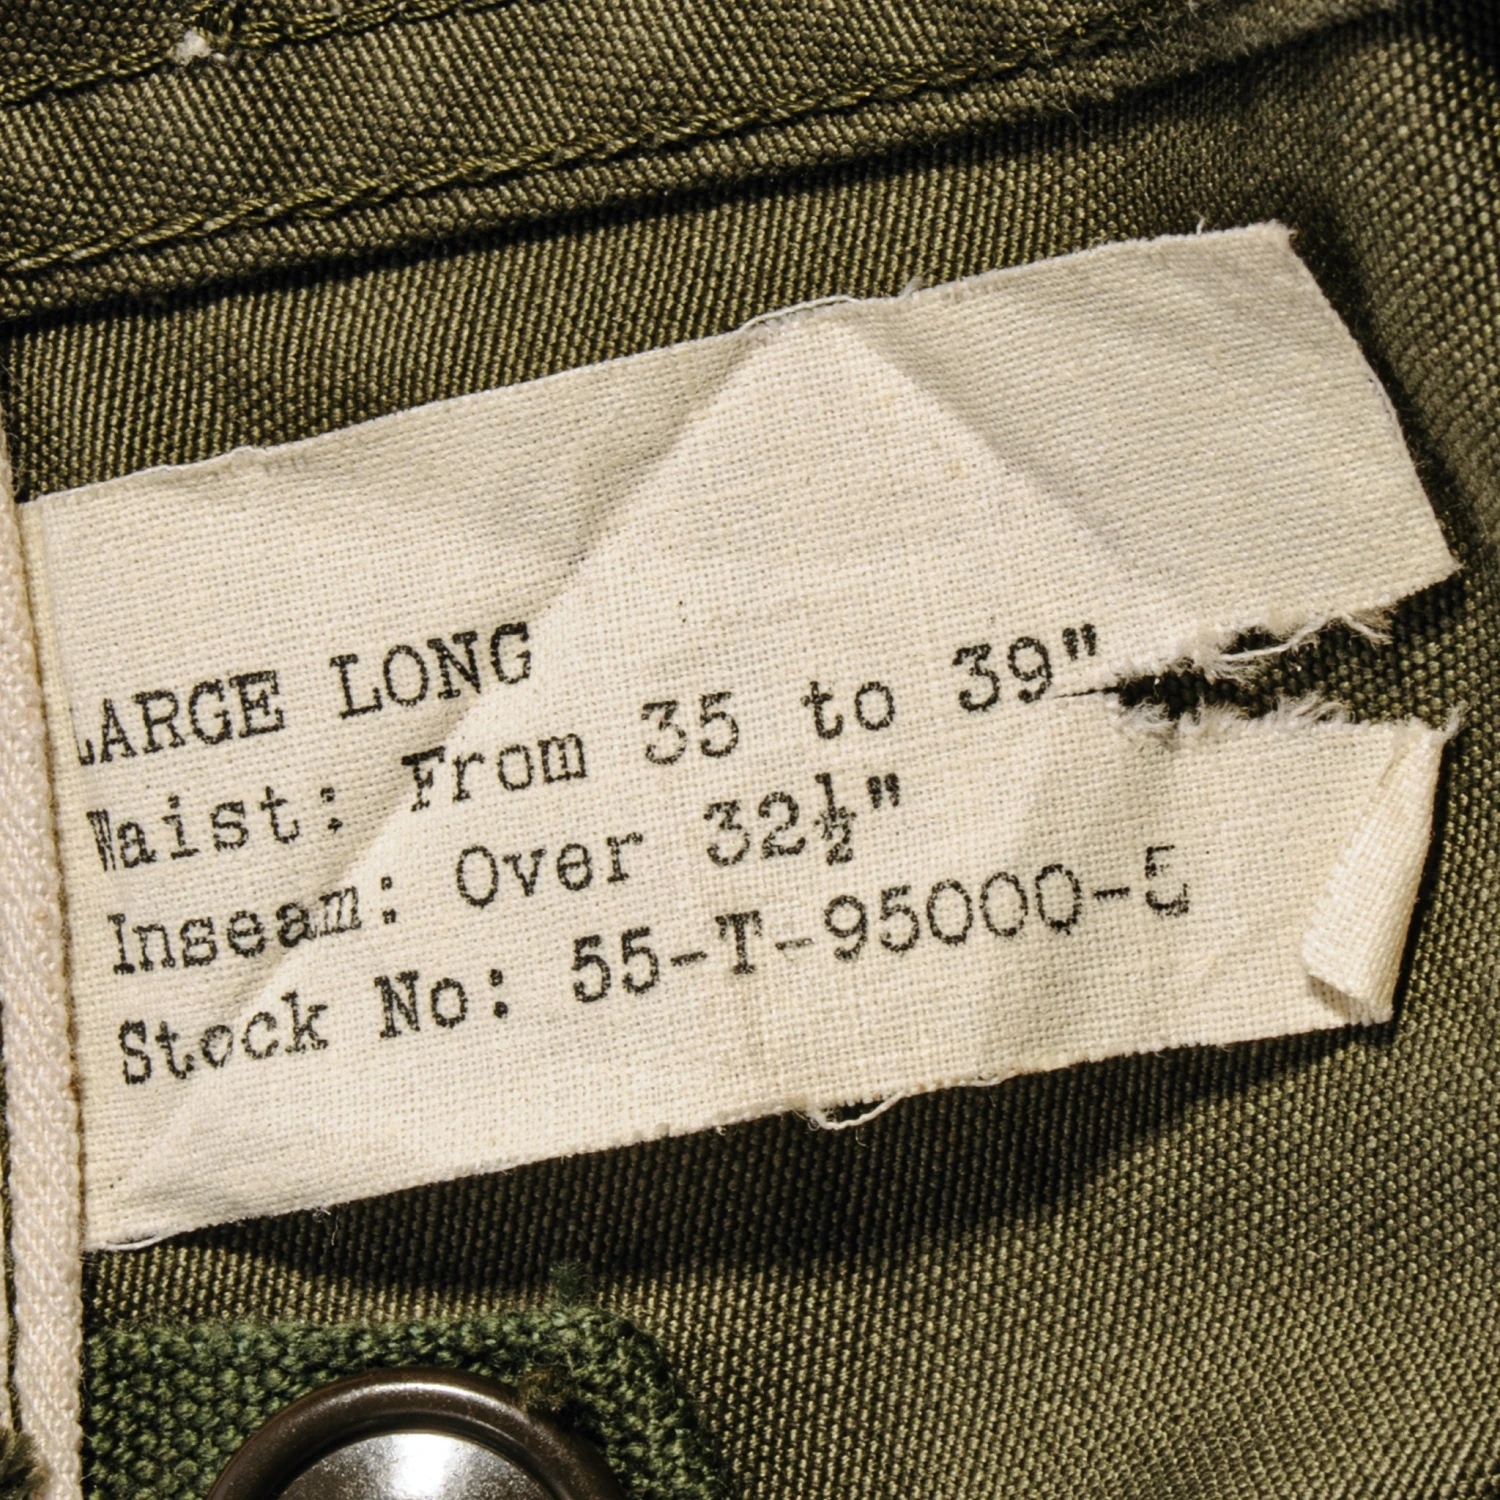 LARGE LONG
Waist: From 35 to 39"
Inseam: Over 32½"
Stock No: 55-T-95000-5